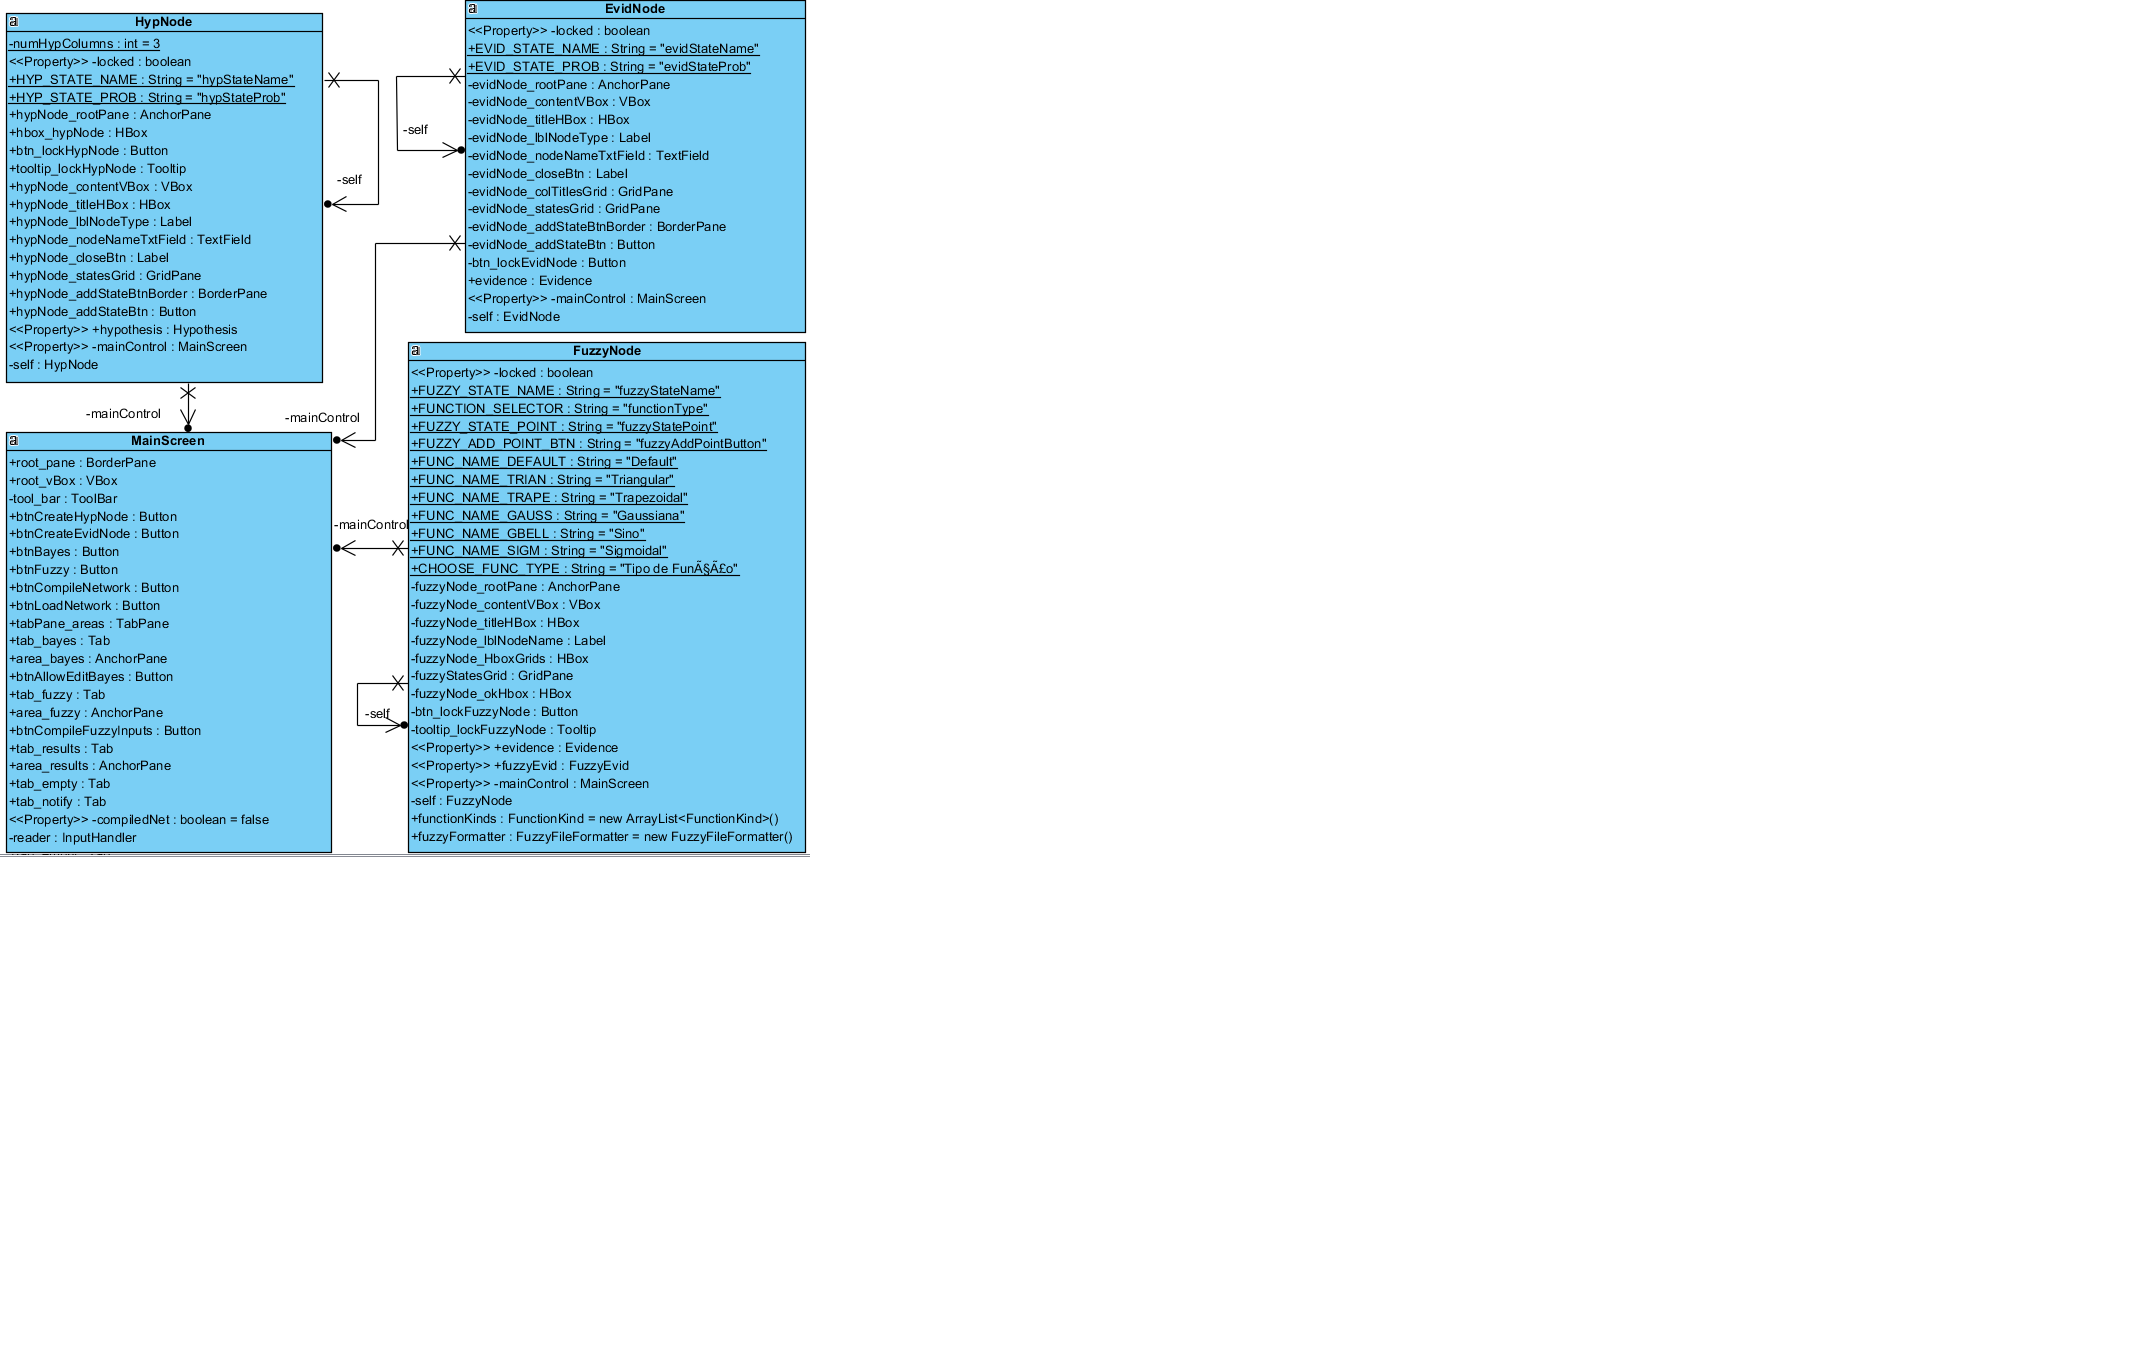 HypNode
-numHypColumns : int = 3
<<Property>> -locked : boolean
+HYP_STATE_NAME : String = "hypStateName"
+HYP_STATE_PROB : String = "hypStateProb"
+hypNode_rootPane : AnchorPane
+hbox_hypNode : HBox
+btn_lockHypNode : Button
+tooltip_lockHypNode : Tooltip
+hypNode_contentVBox : VBox
+hypNode_titleHBox : HBox
+hypNode_lblNodeType : Label
+hypNode_nodeNameTxtField : TextField
+hypNode_closeBtn : Label
+hypNode_statesGrid : GridPane
+hypNode_addStateBtnBorder : BorderPane
+hypNode_addStateBtn : Button
<<Property>> +hypothesis : Hypothesis
<<Property>> -mainControl : MainScreen
-self : HypNode
-self
-mainControl
EvidNode
<<Property>> -locked : boolean
+EVID_STATE_NAME : String = "evidStateName"
+EVID_STATE_PROB : String = "evidStateProb"
-evidNode_rootPane : AnchorPane
-evidNode_contentVBox : VBox
-evidNode_titleHBox : HBox
-evidNode_lblNodeType : Label
-evidNode_nodeNameTxtField : TextField
-evidNode_closeBtn : Label
-evidNode_colTitlesGrid : GridPane
-evidNode_statesGrid : GridPane
-evidNode_addStateBtnBorder : BorderPane
-evidNode_addStateBtn : Button
-btn_lockEvidNode : Button
+evidence : Evidence
<<Property>> -mainControl : MainScreen
-self : EvidNode
-self
-mainControl
MainScreen
+root_pane : BorderPane
+root_vBox : VBox
-tool_bar : ToolBar
+btnCreateHypNode : Button
+btnCreateEvidNode : Button
+btnBayes : Button
+btnFuzzy : Button
+btnCompileNetwork : Button
+btnLoadNetwork : Button
+tabPane_areas : TabPane
+tab_bayes : Tab
+area_bayes : AnchorPane
+btnAllowEditBayes : Button
+tab_fuzzy : Tab
+area_fuzzy : AnchorPane
+btnCompileFuzzyInputs : Button
+tab_results : Tab
+area_results : AnchorPane
+tab_empty : Tab
+tab_notify : Tab
<<Property>> -compiledNet : boolean = false
-reader : InputHandler
-mainControl
-self
FuzzyNode
<<Property>> -locked : boolean
+FUZZY_STATE_NAME : String = "fuzzyStateName"
+FUNCTION_SELECTOR : String = "functionType"
+FUZZY_STATE_POINT : String = "fuzzyStatePoint"
+FUZZY_ADD_POINT_BTN : String = "fuzzyAddPointButton"
+FUNC_NAME_DEFAULT : String = "Default"
+FUNC_NAME_TRIAN : String = "Triangular"
+FUNC_NAME_TRAPE : String = "Trapezoidal"
+FUNC_NAME_GAUSS : String = "Gaussiana"
+FUNC_NAME_GBELL : String = "Sino"
+FUNC_NAME_SIGM : String = "Sigmoidal"
+CHOOSE_FUNC_TYPE : String = "Tipo de FunÃ§Ã£o"
-fuzzyNode_rootPane : AnchorPane
-fuzzyNode_contentVBox : VBox
-fuzzyNode_titleHBox : HBox
-fuzzyNode_lblNodeName : Label
-fuzzyNode_HboxGrids : HBox
-fuzzyStatesGrid : GridPane
-fuzzyNode_okHbox : HBox
-btn_lockFuzzyNode : Button
-tooltip_lockFuzzyNode : Tooltip
<<Property>> +evidence : Evidence
<<Property>> +fuzzyEvid : FuzzyEvid
<<Property>> -mainControl : MainScreen
-self : FuzzyNode
+functionKinds : FunctionKind = new ArrayList<FunctionKind>()
+fuzzyFormatter : FuzzyFileFormatter = new FuzzyFileFormatter()